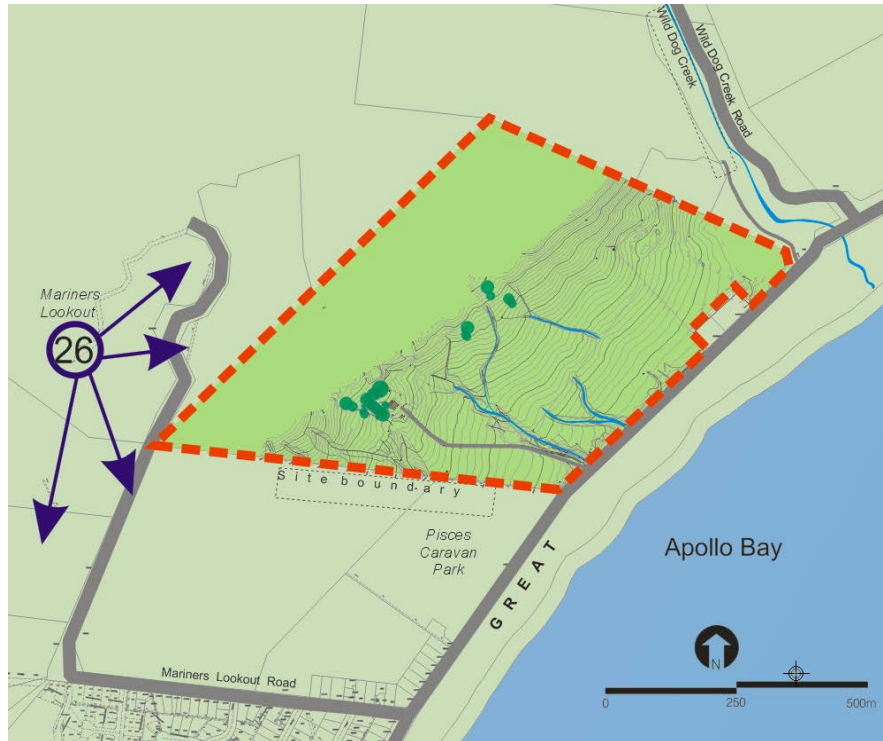 Wild Dog Creek
Wild Dog Creek Road
Mariners
Lookout
26
Site boundary
Pisces
Caravan
Park
GREAT
Apollo Bay
Mariners Lookout Road
N
0 250 500m